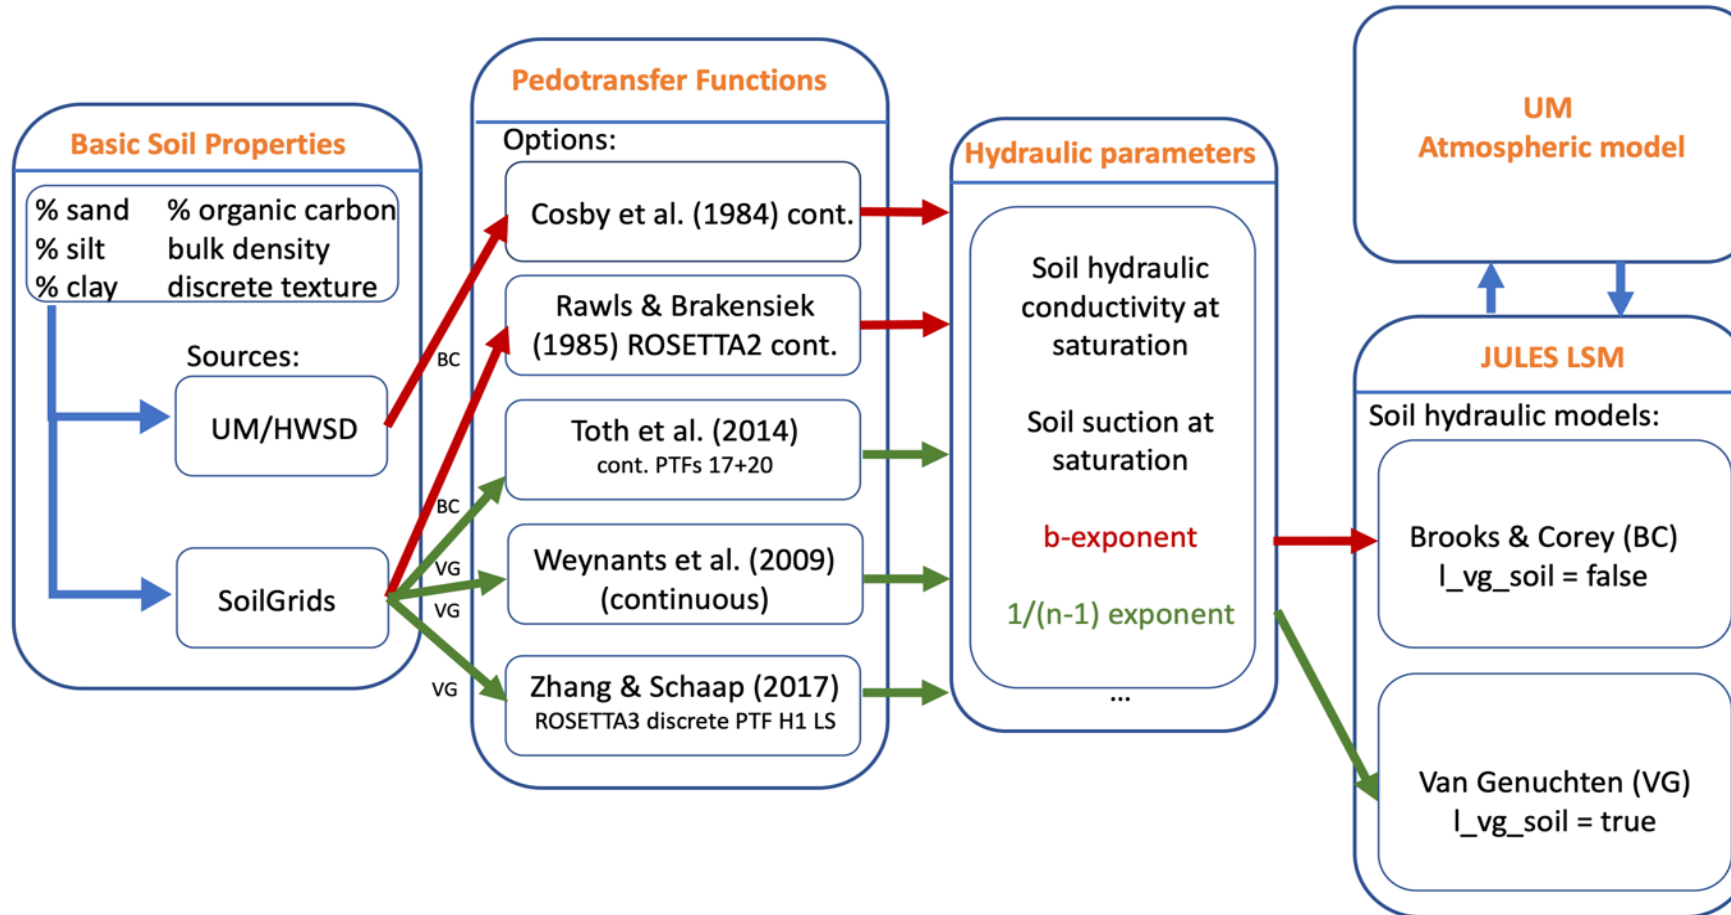 Basic Soil Properties
% sand % organic carbon
% silt bulk density
% clay discrete texture
Sources:
UM/HWSD
SoilGrids
BC
BC
VG
VG
VG
Pedotransfer Functions
Options:
Cosby et al. (1984) cont.
Rawls & Brakensiek
(1985) ROSETTA2 cont.
Toth et al. (2014)
cont. PTFs 17+20
Weynants et al. (2009)
(continuous)
Zhang & Schaap (2017)
ROSETTA3 discrete PTF H1 LS
Hydraulic parameters
Soil hydraulic
conductivity at
saturation
Soil suction at
saturation
b-exponent
1/(n-1) exponent
...
UM
Atmospheric model
JULES LSM
Soil hydraulic models:
Brooks & Corey (BC)
l_vg_soil = false
Van Genuchten (VG)
l_vg_soil = true